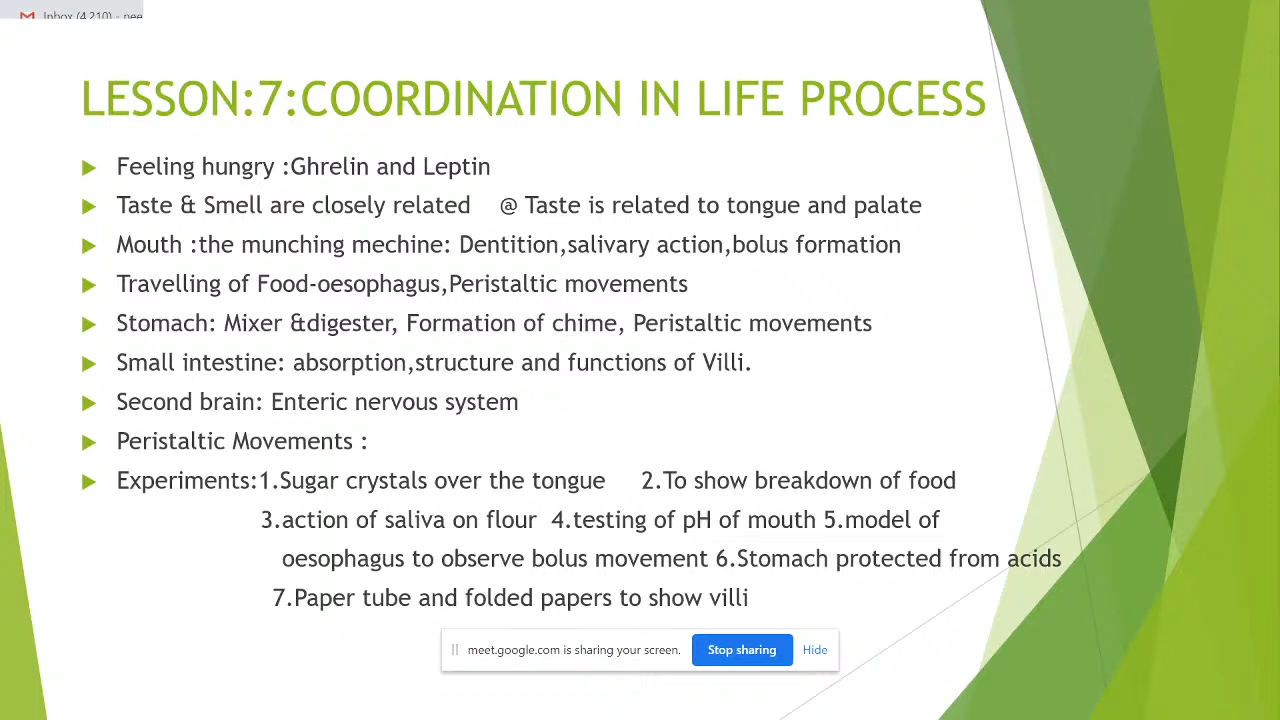 Inbox (4,210) - nee
LESSON:7:COORDINATION IN LIFE PROCESS
Feeling hungry :Ghrelin and Leptin
Taste & Smell are closely related @ Taste is related to tongue and palate
Mouth :the munching mechine: Dentition,salivary action,bolus formation
Travelling of Food-oesophagus,Peristaltic movements
Stomach: Mixer &digester, Formation of chime, Peristaltic movements
Small intestine: absorption,structure and functions of Villi.
Second brain: Enteric nervous system
Peristaltic Movements :
Experiments:1.Sugar crystals over the tongue 2.To show breakdown of food
3.action of saliva on flour 4.testing of pH of mouth 5.model of
oesophagus to observe bolus movement 6.Stomach protected from acids
7.Paper tube and folded papers to show villi
meet.google.com is sharing your screen. Stop sharing Hide